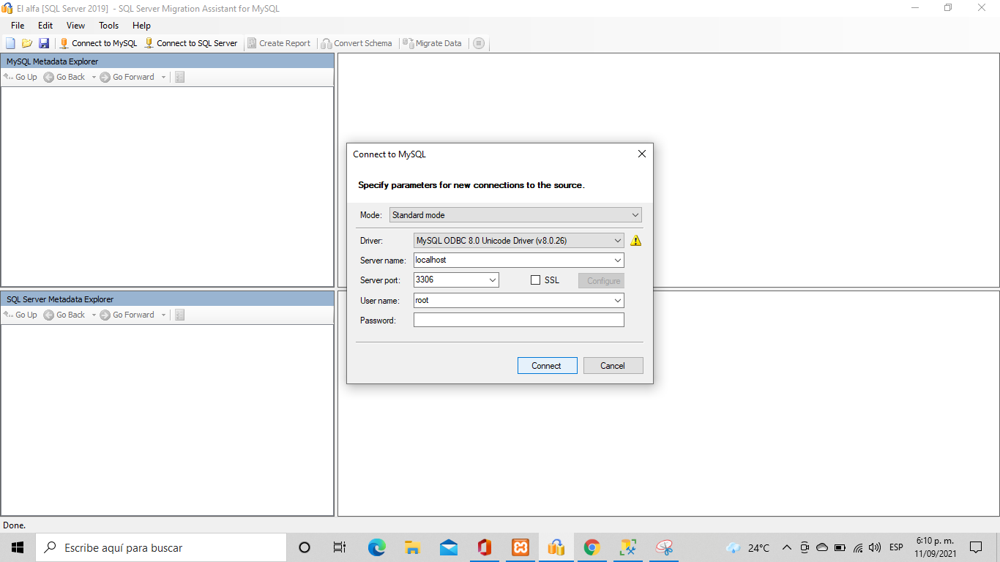 El alfa [SQL Server 2019] - SQL Server Migration Assistant for MySQL
File Edit View Tools Help
Connect to MySQL Connect to SQL Server Create Report Convert Schema Migrate Data
MySQL Metadata Explorer
Go Up Go Back Go Forward
Connect to MySQL
Specify parameters for new connections to the source.
Mode: Standard mode
Driver: MySQL ODBC 8.0 Unicode Driver (v8.0.26)
Server name: localhost
Server port: 3306 SSL Configure
User name: root
Password:
Connect Cancel
SQL Server Metadata Explorer
Go Up Go Back Go Forward
Done.
Escribe aquí para buscar
24°C
ESP
6:10 p. m.
11/09/2021